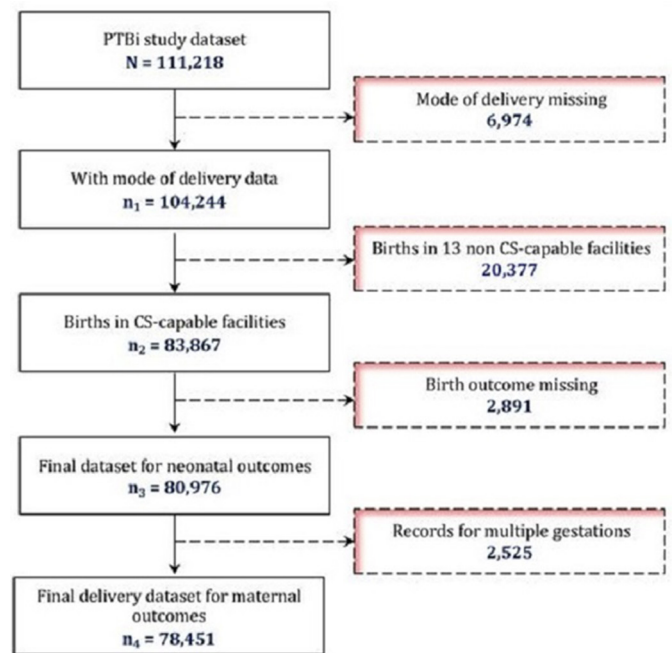 PTBi study dataset
N = 111,218
Mode of delivery missing
6,974
With mode of delivery data
n₁ = 104,244
Births in 13 non CS-capable facilities
20,377
Births in CS-capable facilities
n₂ = 83,867
Birth outcome missing
2,891
Final dataset for neonatal outcomes
n₃ = 80,976
Records for multiple gestations
2,525
Final delivery dataset for maternal
outcomes
n₄ = 78,451